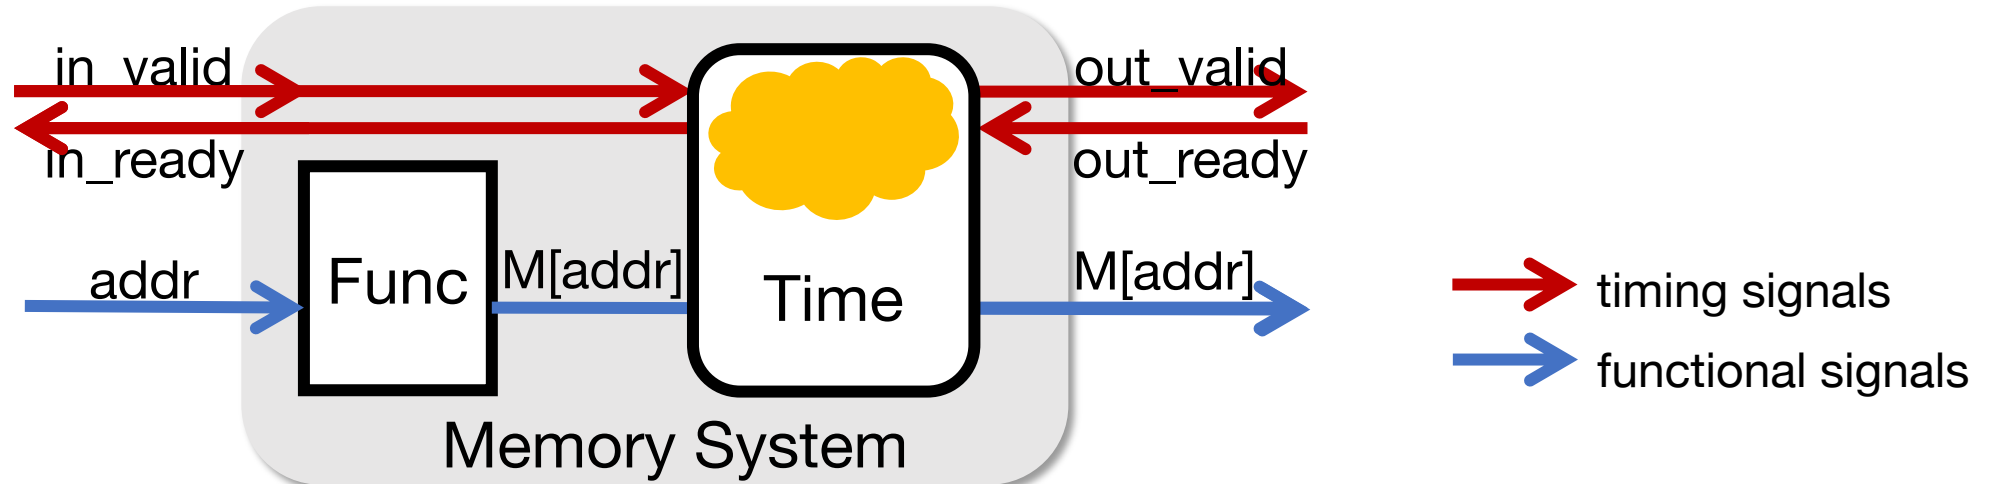 in_valid
out_valid
in_ready
out_ready
addr
Func
M[addr]
Time
M[addr]
timing signals
functional signals
Memory System